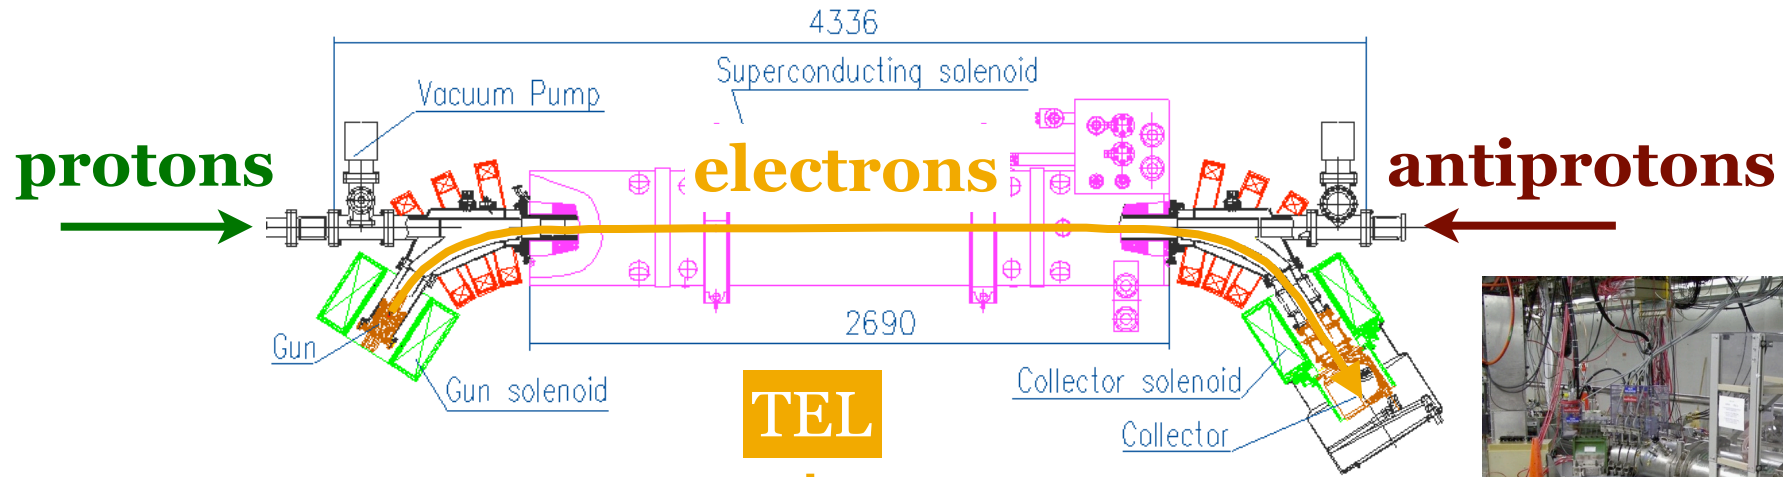 4336
Superconducting solenoid
Vacuum Pump
protons
electrons
antiprotons
2690
Gun
Gun solenoid
TEL
Collector solenoid
Collector